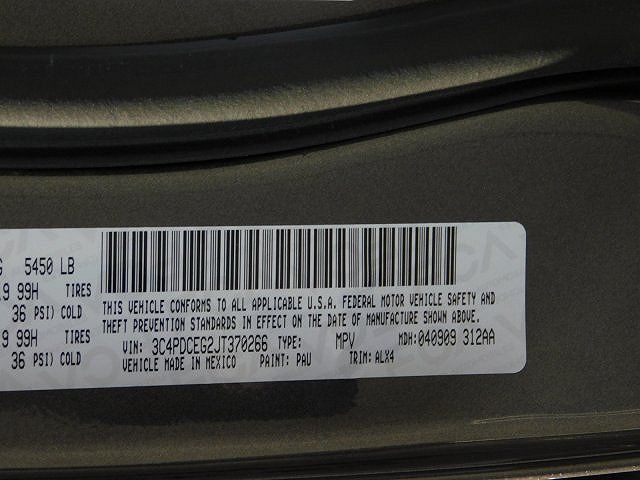 5450 LB
9 99H TIRES
36 PSI) COLD
9 99H TIRES
36 PSI) COLD
THIS VEHICLE CONFORMS TO ALL APPLICABLE U.S.A. FEDERAL MOTOR VEHICLE SAFETY AND
THEFT PREVENTION STANDARDS IN EFFECT ON THE DATE OF MANUFACTURE SHOWN ABOVE.
VIN: 3C4PDCEG2JT370266 TYPE: MPV MDH: 040909 312AA
VEHICLE MADE IN MEXICO PAINT: PAU TRIM: ALX4